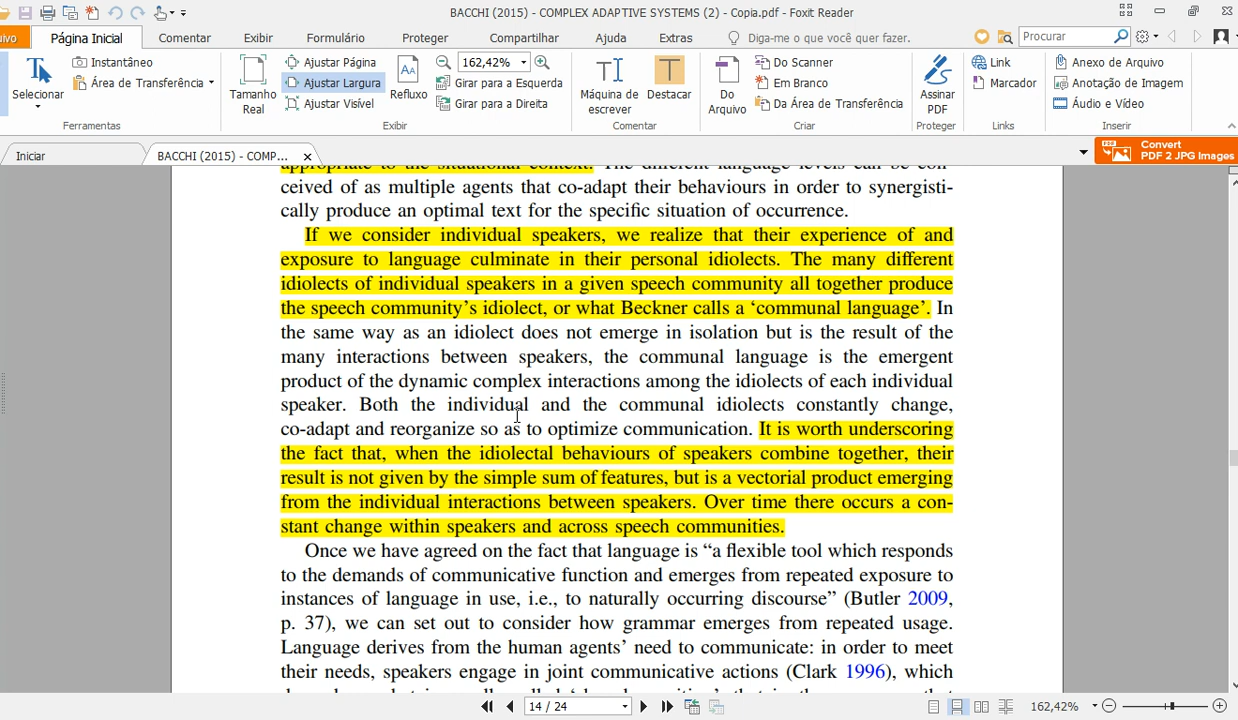 BACCHI (2015) - COMPLEX ADAPTIVE SYSTEMS (2) - Copia.pdf - Foxit Reader
uivo Página Inicial Comentar Exibir Formulário Proteger Compartilhar Ajuda Extras Diga-me o que você quer fazer. Procurar
Selecionar
Instantâneo
Área de Transferência
Ferramentas
Tamanho
Real
Ajustar Página
Ajustar Largura
Ajustar Visível
Refluxo
162,42%
Girar para a Esquerda
Girar para a Direita
Exibir
Máquina de
escrever
Destacar
Comentar
Do
Arquivo
Do Scanner
Em Branco
Da Área de Transferência
Criar
Assinar
PDF
Proteger
Link
Marcador
Links
Anexo de Arquivo
Anotação de Imagem
Áudio e Vídeo
Inserir
Iniciar
BACCHI (2015) - COMP...
Convert
PDF 2 JPG Images
appropriate to the situational context. The different language levels can be con-
ceived of as multiple agents that co-adapt their behaviours in order to synergisti-
cally produce an optimal text for the specific situation of occurrence.
If we consider individual speakers, we realize that their experience of and
exposure to language culminate in their personal idiolects. The many different
idiolects of individual speakers in a given speech community all together produce
the speech community’s idiolect, or what Beckner calls a ‘communal language’. In
the same way as an idiolect does not emerge in isolation but is the result of the
many interactions between speakers, the communal language is the emergent
product of the dynamic complex interactions among the idiolects of each individual
speaker. Both the individual and the communal idiolects constantly change,
co-adapt and reorganize so as to optimize communication. It is worth underscoring
the fact that, when the idiolectal behaviours of speakers combine together, their
result is not given by the simple sum of features, but is a vectorial product emerging
from the individual interactions between speakers. Over time there occurs a con-
stant change within speakers and across speech communities.
Once we have agreed on the fact that language is “a flexible tool which responds
to the demands of communicative function and emerges from repeated exposure to
instances of language in use, i.e., to naturally occurring discourse” (Butler 2009,
p. 37), we can set out to consider how grammar emerges from repeated usage.
Language derives from the human agents’ need to communicate: in order to meet
their needs, speakers engage in joint communicative actions (Clark 1996), which
14 / 24
162,42%